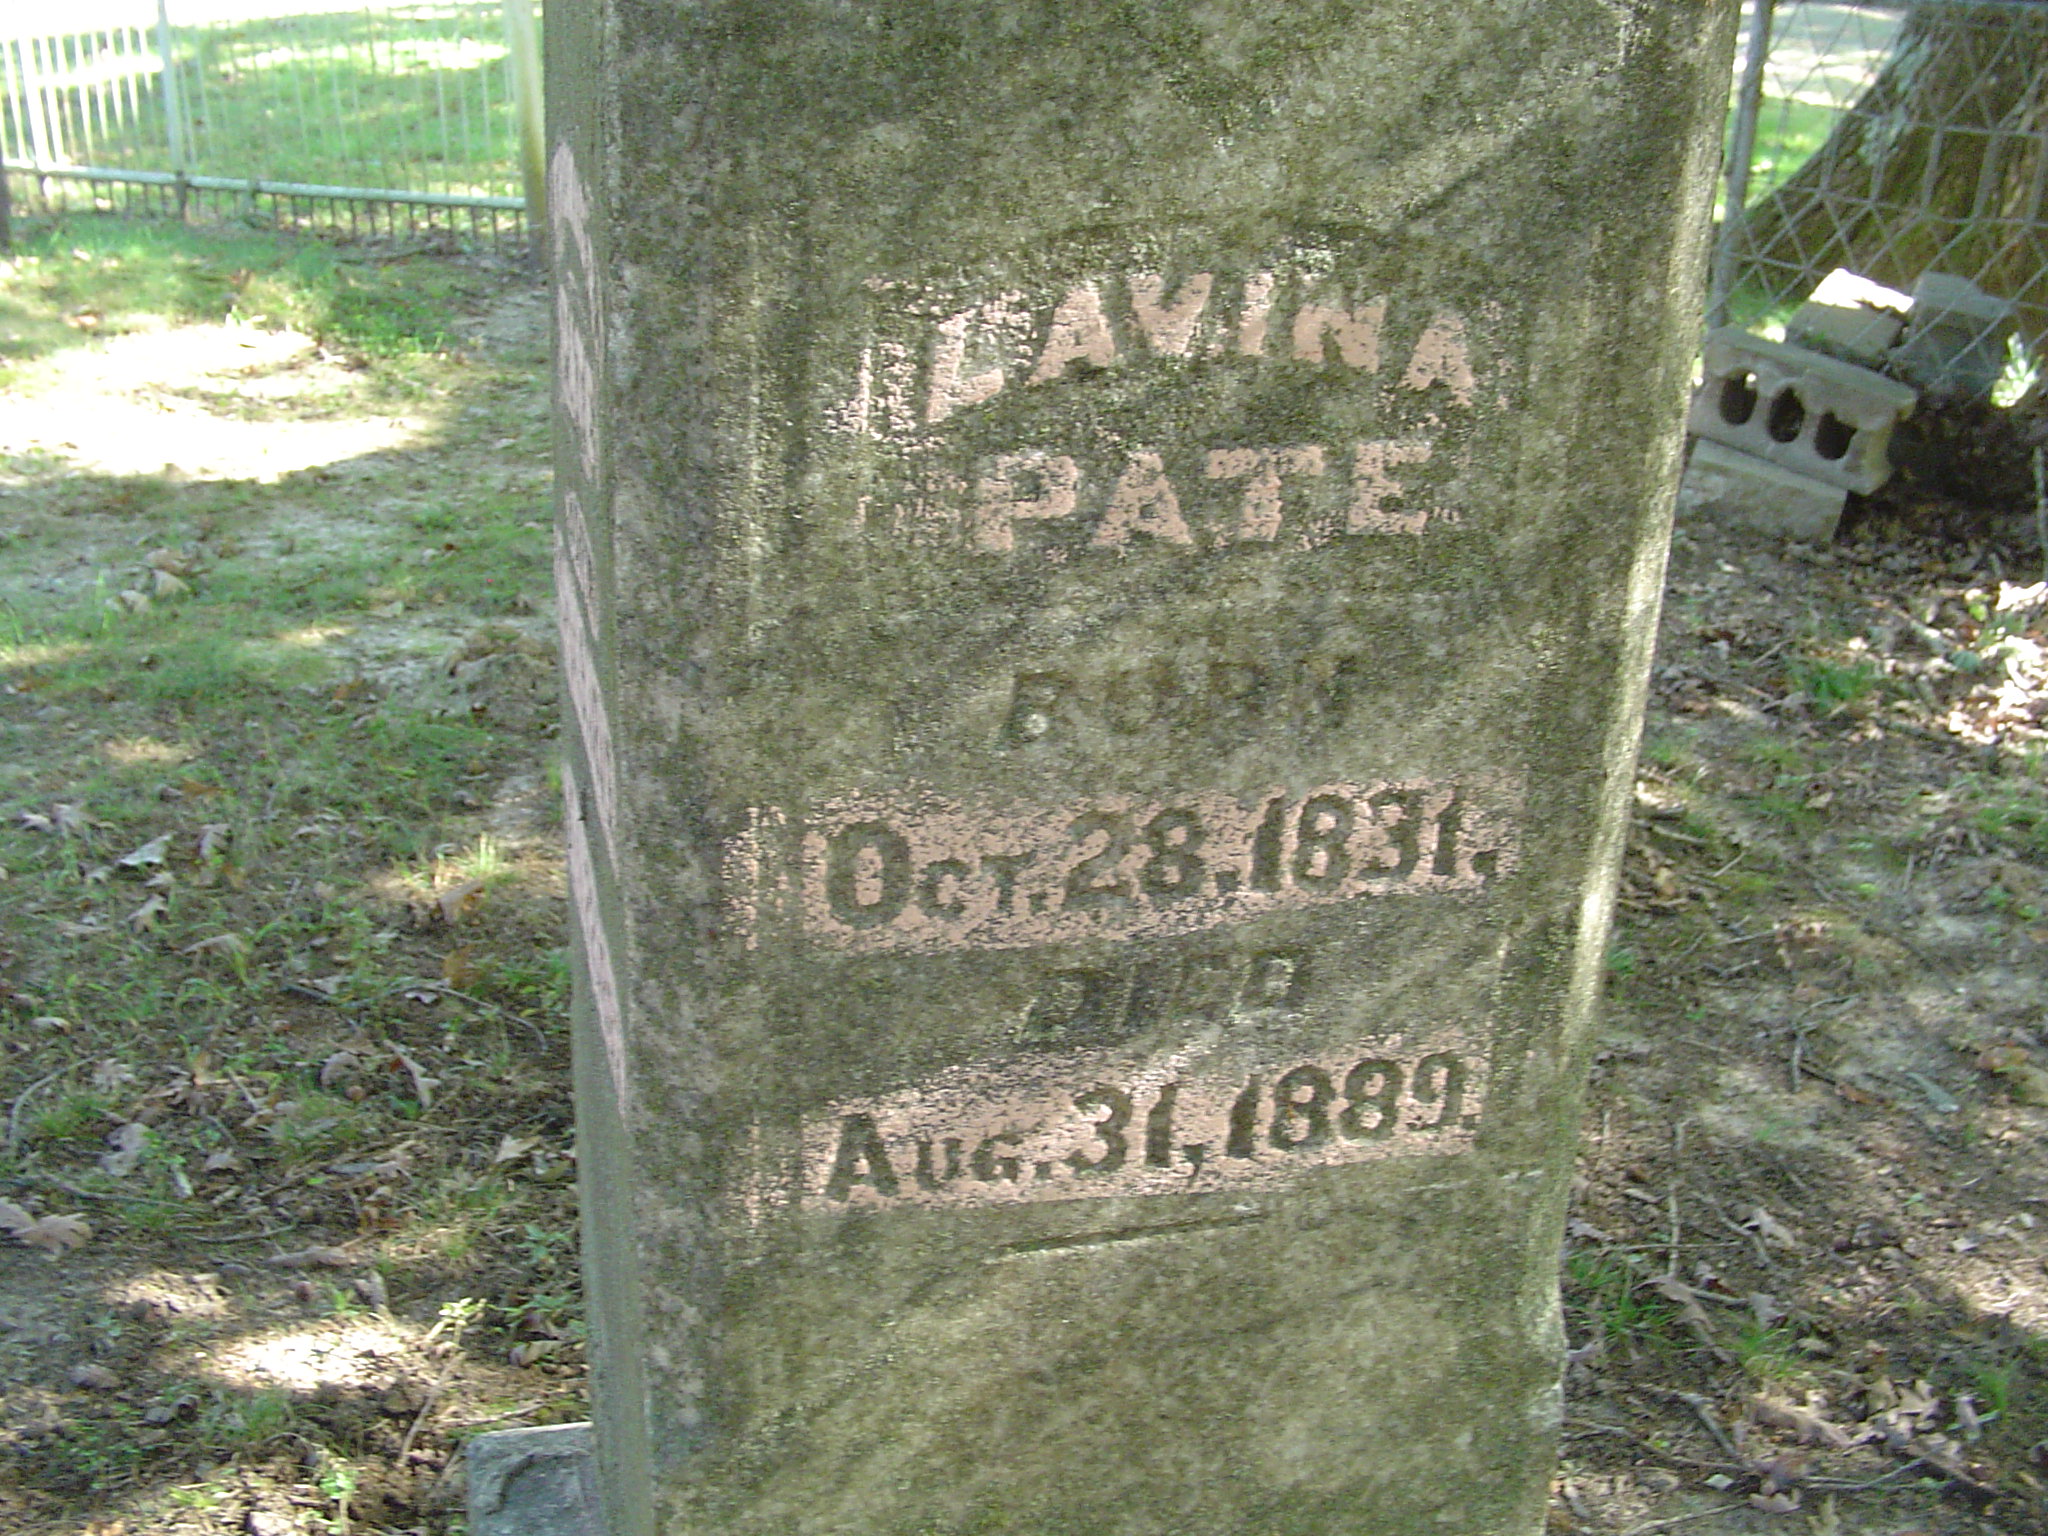 LAVINA
PATE
BORN
OCT. 28, 1831.
DIED
AUG. 31, 1889.